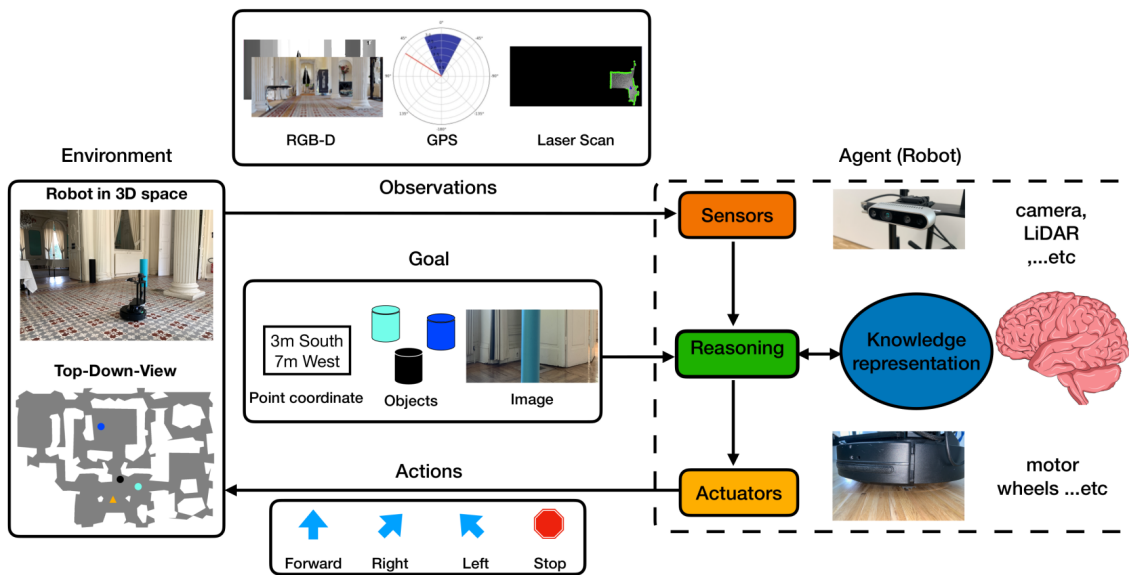 RGB-D
GPS
Laser Scan
Environment
Agent (Robot)
Robot in 3D space
Observations
Sensors
camera,
LiDAR
,...etc
Goal
3m South
7m West
Point coordinate
Objects
Image
Reasoning
Knowledge
representation
Top-Down-View
Actions
Actuators
motor
wheels ...etc
Forward
Right
Left
Stop